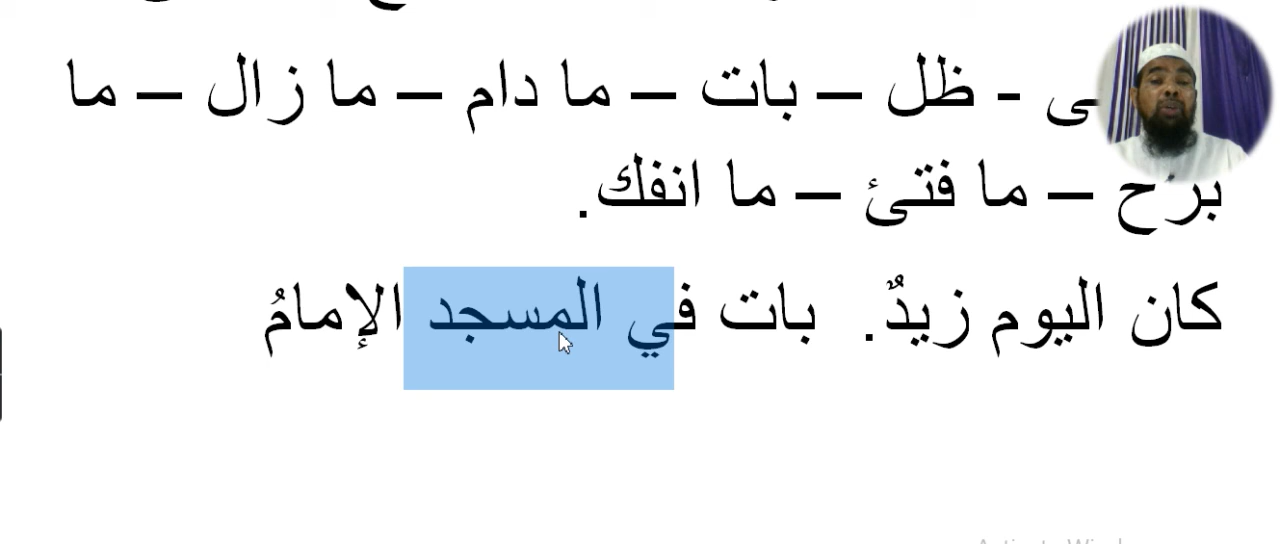 ظل – بات – ما دام – ما زال – ما
برح – ما فتئ – ما انفك.
كان اليوم زيدٌ. بات في المسجد الإمامُ